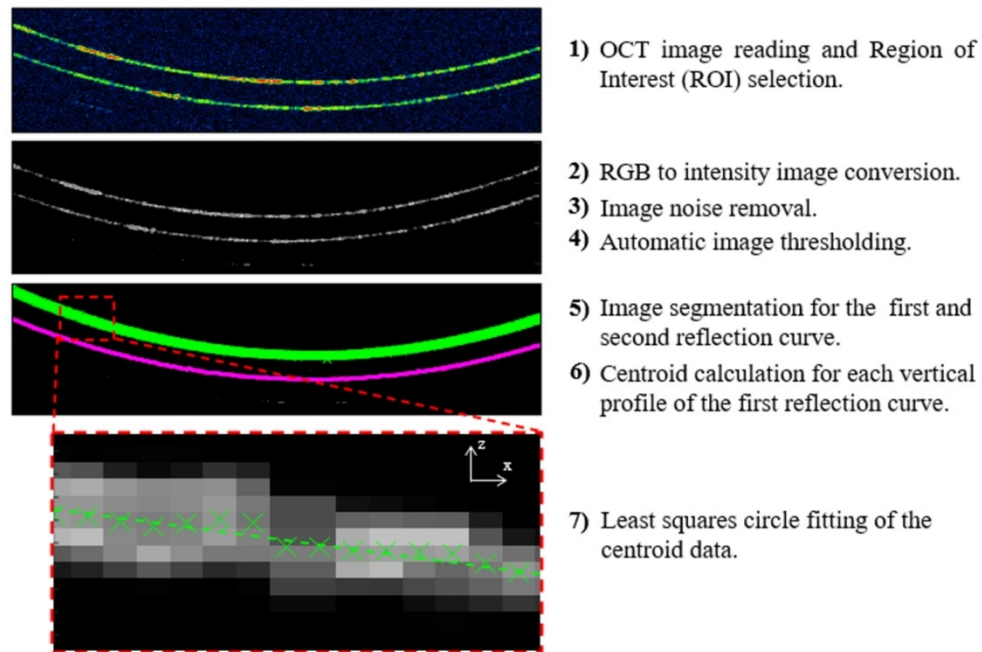 1) OCT image reading and Region of
Interest (ROI) selection.
2) RGB to intensity image conversion.
3) Image noise removal.
4) Automatic image thresholding.
5) Image segmentation for the first and
second reflection curve.
6) Centroid calculation for each vertical
profile of the first reflection curve.
z
x
7) Least squares circle fitting of the
centroid data.